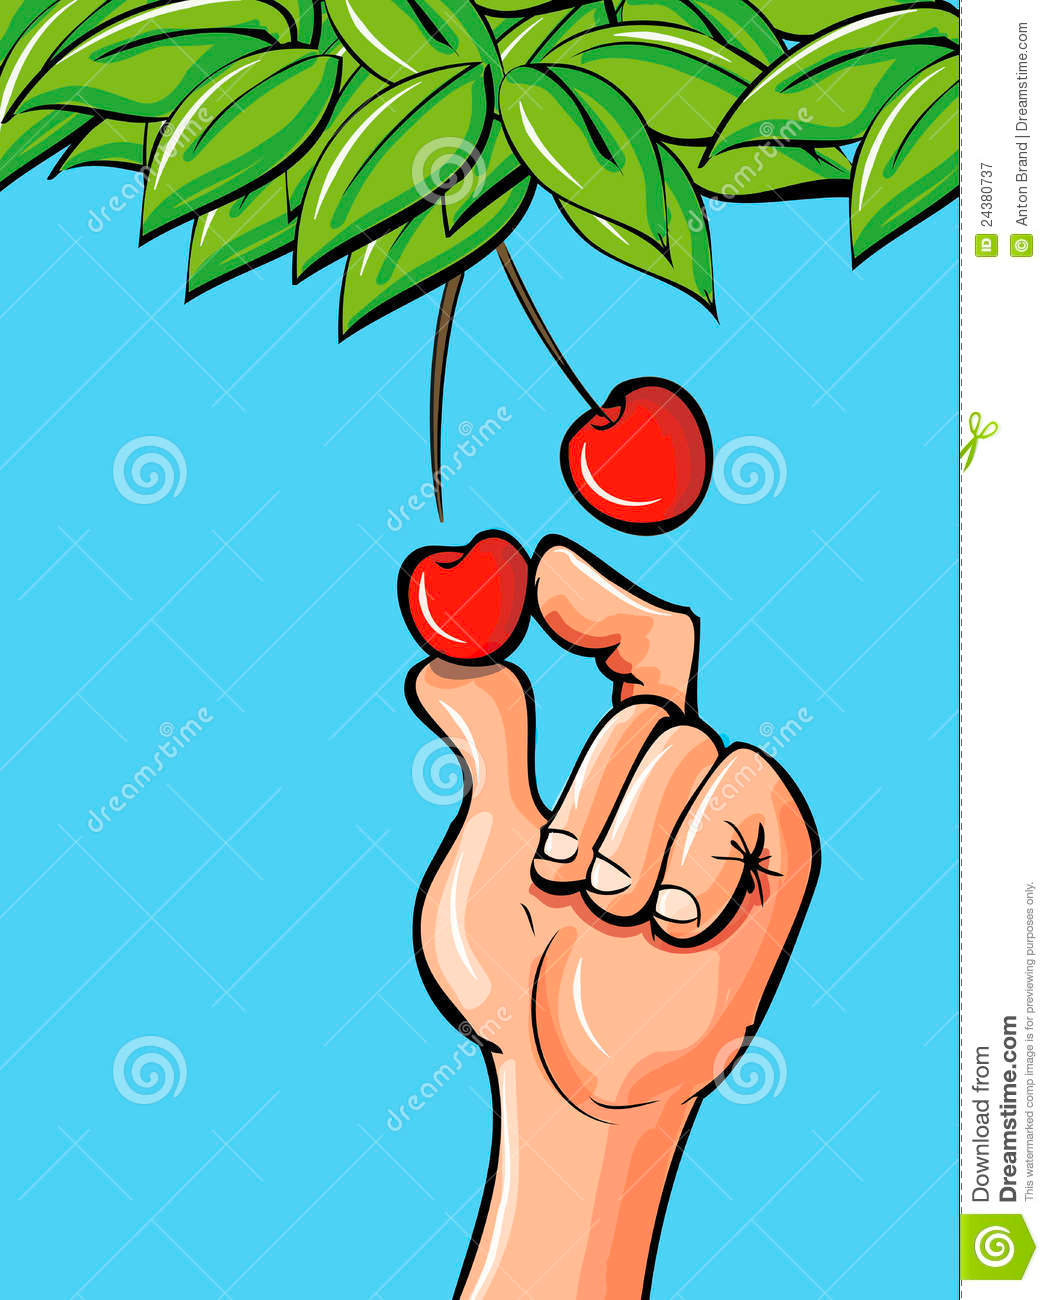 dreamstime
dreamstime
dreamstime
dreamstime
dreamstime
dreamstime
dreamstime
ID 24380737
© Anton Brand | Dreamstime.com
Download from
Dreamstime.com
This watermarked comp image is for previewing purposes only.